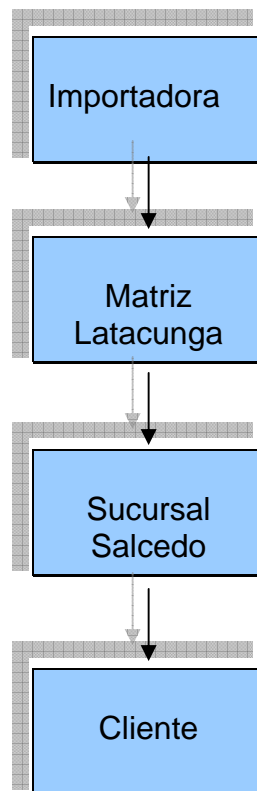 Importadora
Matriz
Latacunga
Sucursal
Salcedo
Cliente